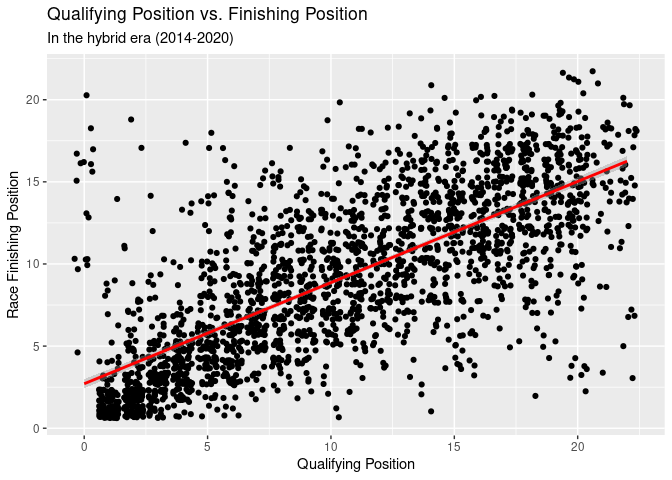 Qualifying Position vs. Finishing Position
In the hybrid era (2014-2020)
20
15
10
5
0
Race Finishing Position
0 5 10 15 20
Qualifying Position